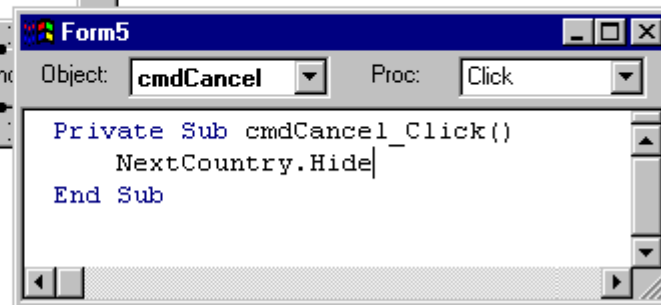 Form5
Object: cmdCancel Proc: Click
Private Sub cmdCancel_Click()
NextCountry.Hide
End Sub